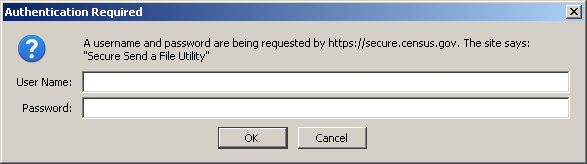 Authentication Required
A username and password are being requested by https://secure.census.gov. The site says:
"Secure Send a File Utility"
User Name:
Password:
OK
Cancel